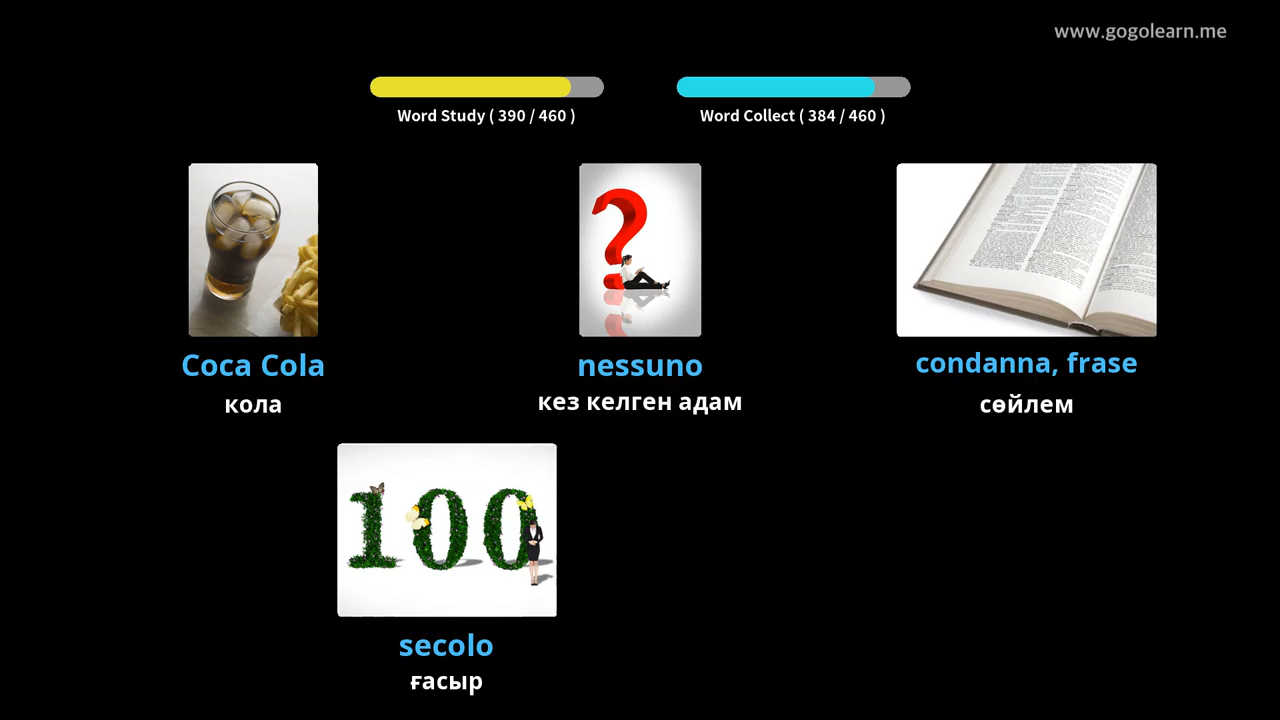 www.gogolearn.me
Word Study ( 390 / 460 )
Word Collect ( 384 / 460 )
Coca Cola
кола
nessuno
кез келген адам
condanna, frase
сөйлем
100
secolo
ғасыр